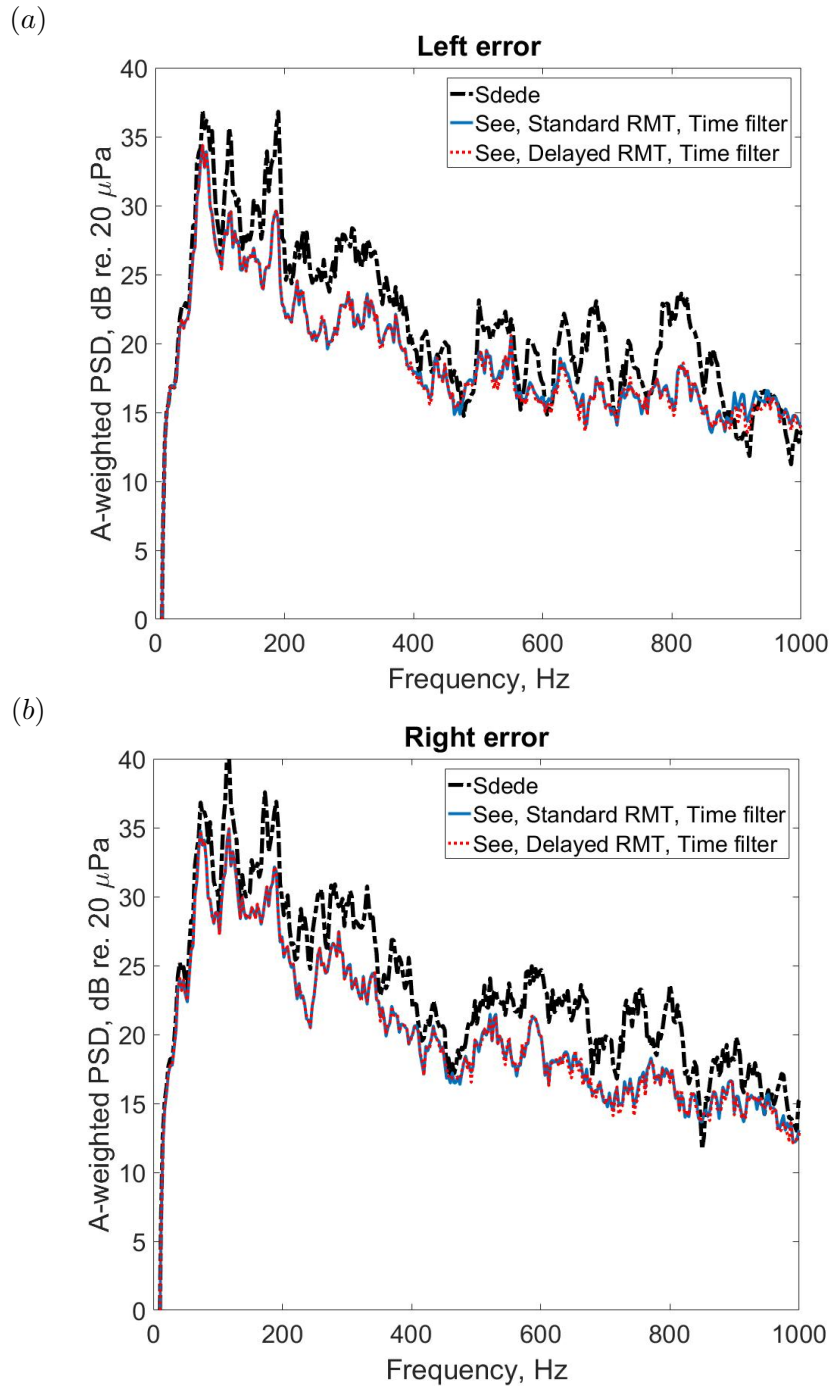 (a)
Left error
A-weighted PSD, dB re. 20 μPa
40
35
30
25
20
15
10
5
0
Sdede
See, Standard RMT, Time filter
See, Delayed RMT, Time filter
0 200 400 600 800 1000
Frequency, Hz
(b)
Right error
A-weighted PSD, dB re. 20 μPa
40
35
30
25
20
15
10
5
0
Sdede
See, Standard RMT, Time filter
See, Delayed RMT, Time filter
0 200 400 600 800 1000
Frequency, Hz